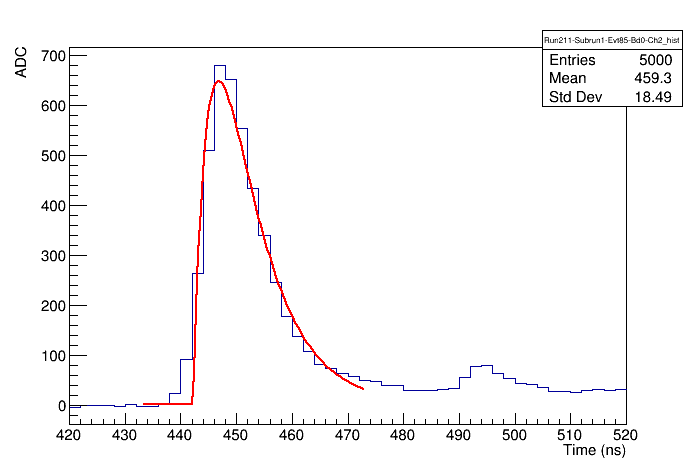 Run211-Subrun1-Evt85-Bd0-Ch2_hist
Entries 5000
Mean 459.3
Std Dev 18.49
ADC
700
600
500
400
300
200
100
0
420 430 440 450 460 470 480 490 500 510 520
Time (ns)